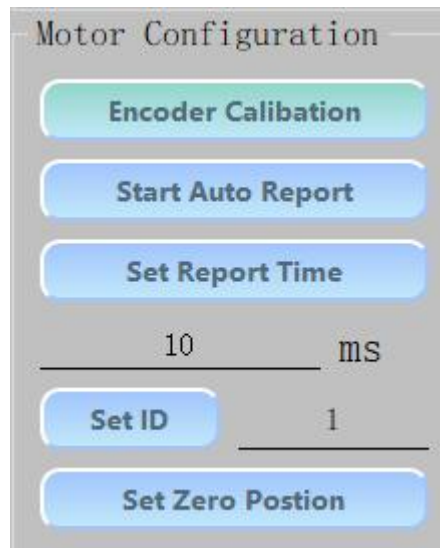 Motor Configuration
Encoder Calibation
Start Auto Report
Set Report Time
10 ms
Set ID 1
Set Zero Postion